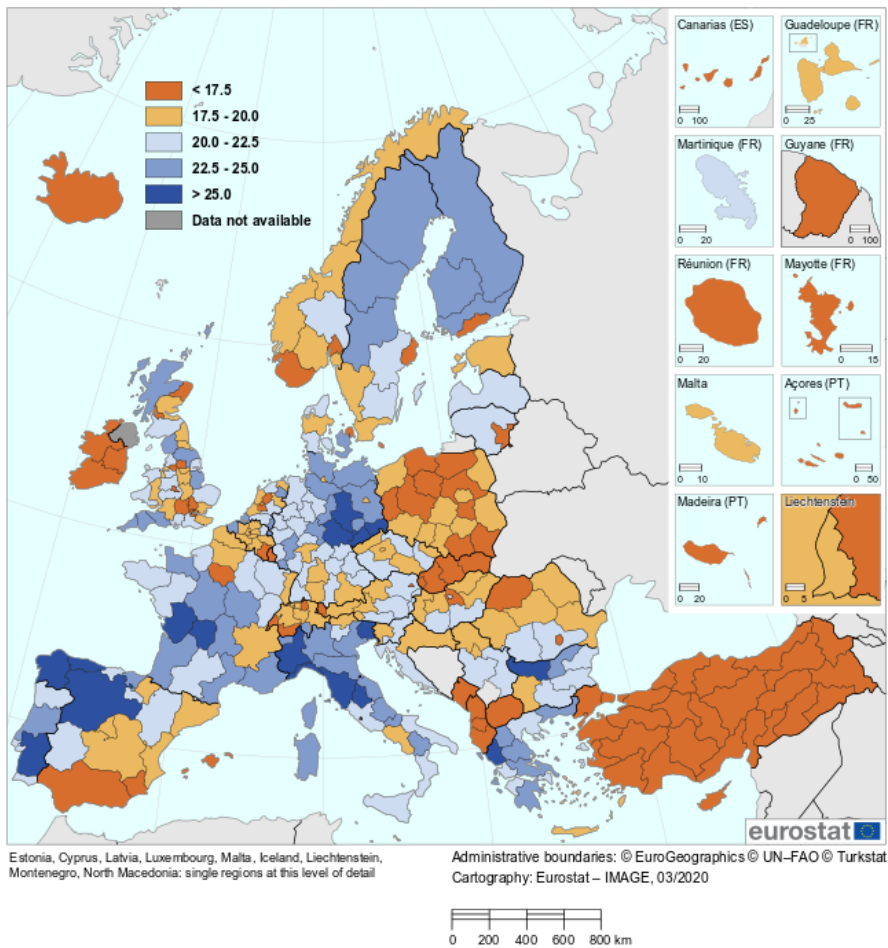 Canarias (ES)
0 100
Guadeloupe (FR)
0 25
< 17.5
17.5 - 20.0
20.0 - 22.5
22.5 - 25.0
> 25.0
Data not available
Martinique (FR)
0 20
Guyane (FR)
0 100
Réunion (FR)
0 20
Mayotte (FR)
0 15
Malta
0 10
Açores (PT)
0 50
Madeira (PT)
0 20
Liechtenstein
0 5
eurostat
Estonia, Cyprus, Latvia, Luxembourg, Malta, Iceland, Liechtenstein,
Montenegro, North Macedonia: single regions at this level of detail
Administrative boundaries: © EuroGeographics © UN–FAO © Turkstat
Cartography: Eurostat – IMAGE, 03/2020
0 200 400 600 800 km